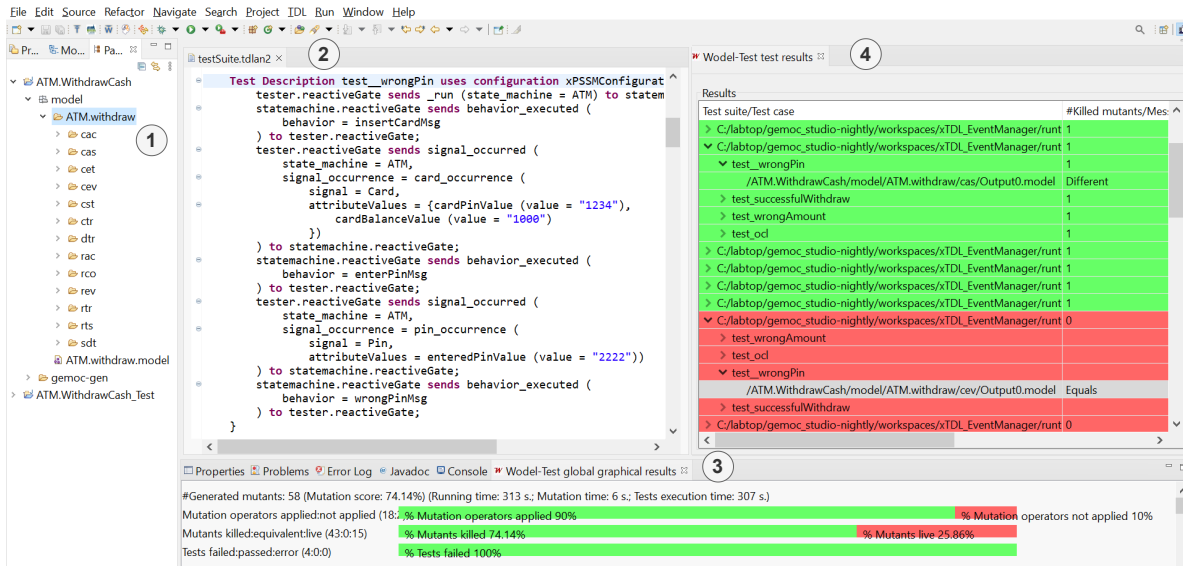 File Edit Source Refactor Navigate Search Project TDL Run Window Help
Pr... Mo... Pa...
ATM.WithdrawCash
model
ATM.withdraw
1
cac
cas
cet
cev
cst
ctr
dtr
rac
rco
rev
rtr
rts
sdt
ATM.withdraw.model
gemoc-gen
ATM.WithdrawCash_Test
testSuite.tdlan2
2
Test Description test__wrongPin uses configuration xPSSMConfigurat
tester.reactiveGate sends _run (state_machine = ATM) to statem
statemachine.reactiveGate sends behavior_executed (
behavior = insertCardMsg
) to tester.reactiveGate;
tester.reactiveGate sends signal_occurred (
state_machine = ATM,
signal_occurrence = card_occurrence (
signal = Card,
attributeValues = {cardPinValue (value = "1234"),
cardBalanceValue (value = "1000")
})
) to statemachine.reactiveGate;
statemachine.reactiveGate sends behavior_executed (
behavior = enterPinMsg
) to tester.reactiveGate;
tester.reactiveGate sends signal_occurred (
state_machine = ATM,
signal_occurrence = pin_occurrence (
signal = Pin,
attributeValues = enteredPinValue (value = "2222"))
) to statemachine.reactiveGate;
statemachine.reactiveGate sends behavior_executed (
behavior = wrongPinMsg
) to tester.reactiveGate;
}
Wodel-Test test results
4
Results
Test suite/Test case #Killed mutants/Mes
C:/labtop/gemoc_studio-nightly/workspaces/xTDL_EventManager/runt 1
C:/labtop/gemoc_studio-nightly/workspaces/xTDL_EventManager/runt 1
test__wrongPin 1
/ATM.WithdrawCash/model/ATM.withdraw/cas/Output0.model Different
test_successfulWithdraw 1
test_wrongAmount 1
test_ocl 1
C:/labtop/gemoc_studio-nightly/workspaces/xTDL_EventManager/runt 1
C:/labtop/gemoc_studio-nightly/workspaces/xTDL_EventManager/runt 1
C:/labtop/gemoc_studio-nightly/workspaces/xTDL_EventManager/runt 1
C:/labtop/gemoc_studio-nightly/workspaces/xTDL_EventManager/runt 1
C:/labtop/gemoc_studio-nightly/workspaces/xTDL_EventManager/runt 0
test_wrongAmount
test_ocl
test__wrongPin
/ATM.WithdrawCash/model/ATM.withdraw/cev/Output0.model Equals
test_successfulWithdraw
C:/labtop/gemoc_studio-nightly/workspaces/xTDL_EventManager/runt 0
Properties Problems Error Log Javadoc Console Wodel-Test global graphical results
3
#Generated mutants: 58 (Mutation score: 74.14%) (Running time: 313 s.; Mutation time: 6 s.; Tests execution time: 307 s.)
Mutation operators applied:not applied (18: % Mutation operators applied 90% % Mutation operators not applied 10%
Mutants killed:equivalent:live (43:0:15) % Mutants killed 74.14% % Mutants live 25.86%
Tests failed:passed:error (4:0:0) % Tests failed 100%